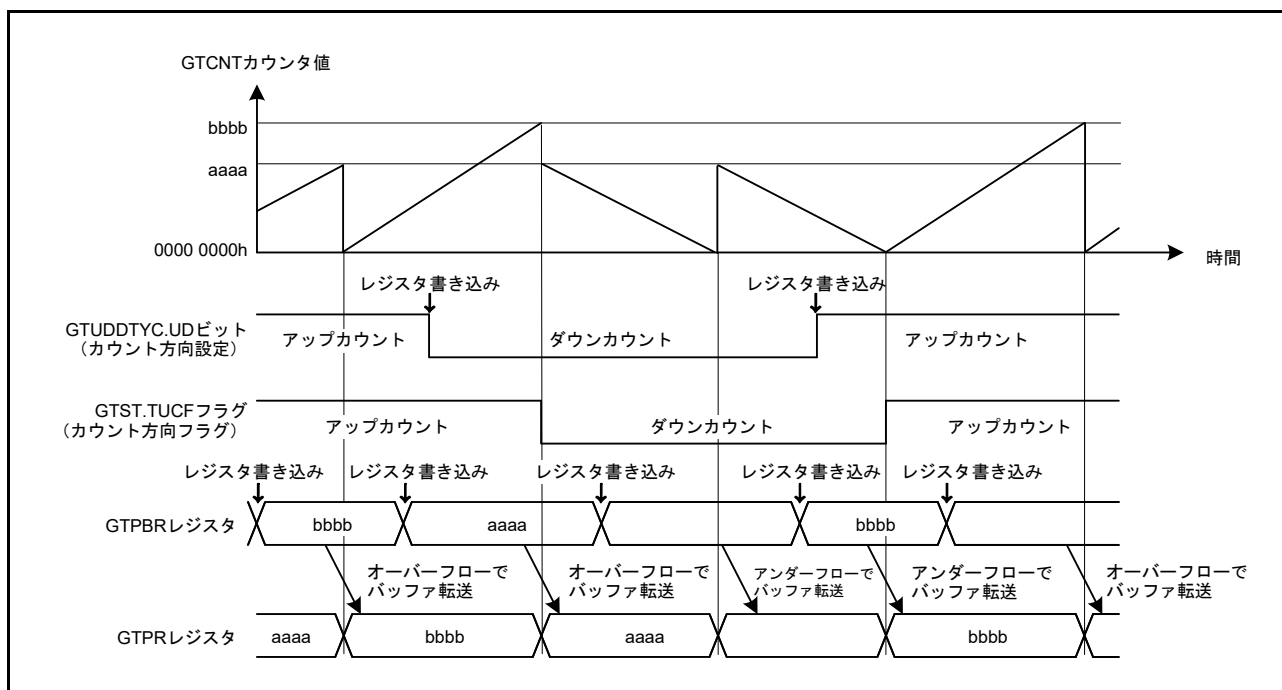 GTCNTカウンタ値
bbbb
aaaa
0000 0000h
時間
レジスタ書き込み
レジスタ書き込み
GTUDDTYC.UDビット
（カウント方向設定）
アップカウント
ダウンカウント
アップカウント
GTST.TUCFフラグ
（カウント方向フラグ）
アップカウント
ダウンカウント
アップカウント
レジスタ書き込み
レジスタ書き込み
レジスタ書き込み
レジスタ書き込み
レジスタ書き込み
GTPBRレジスタ
bbbb
aaaa
bbbb
オーバーフローで
バッファ転送
オーバーフローで
バッファ転送
アンダーフローで
バッファ転送
アンダーフローで
バッファ転送
オーバーフローで
バッファ転送
GTPRレジスタ
aaaa
bbbb
aaaa
bbbb